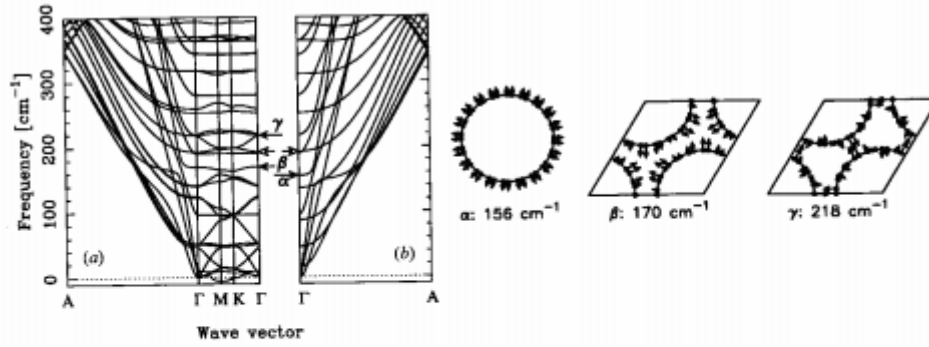 400
300
200
100
0
Frequency [cm⁻¹]
(a)
(b)
γ
β
α
A
Γ
M
K
Γ
Γ
A
Wave vector
α: 156 cm⁻¹
β: 170 cm⁻¹
γ: 218 cm⁻¹